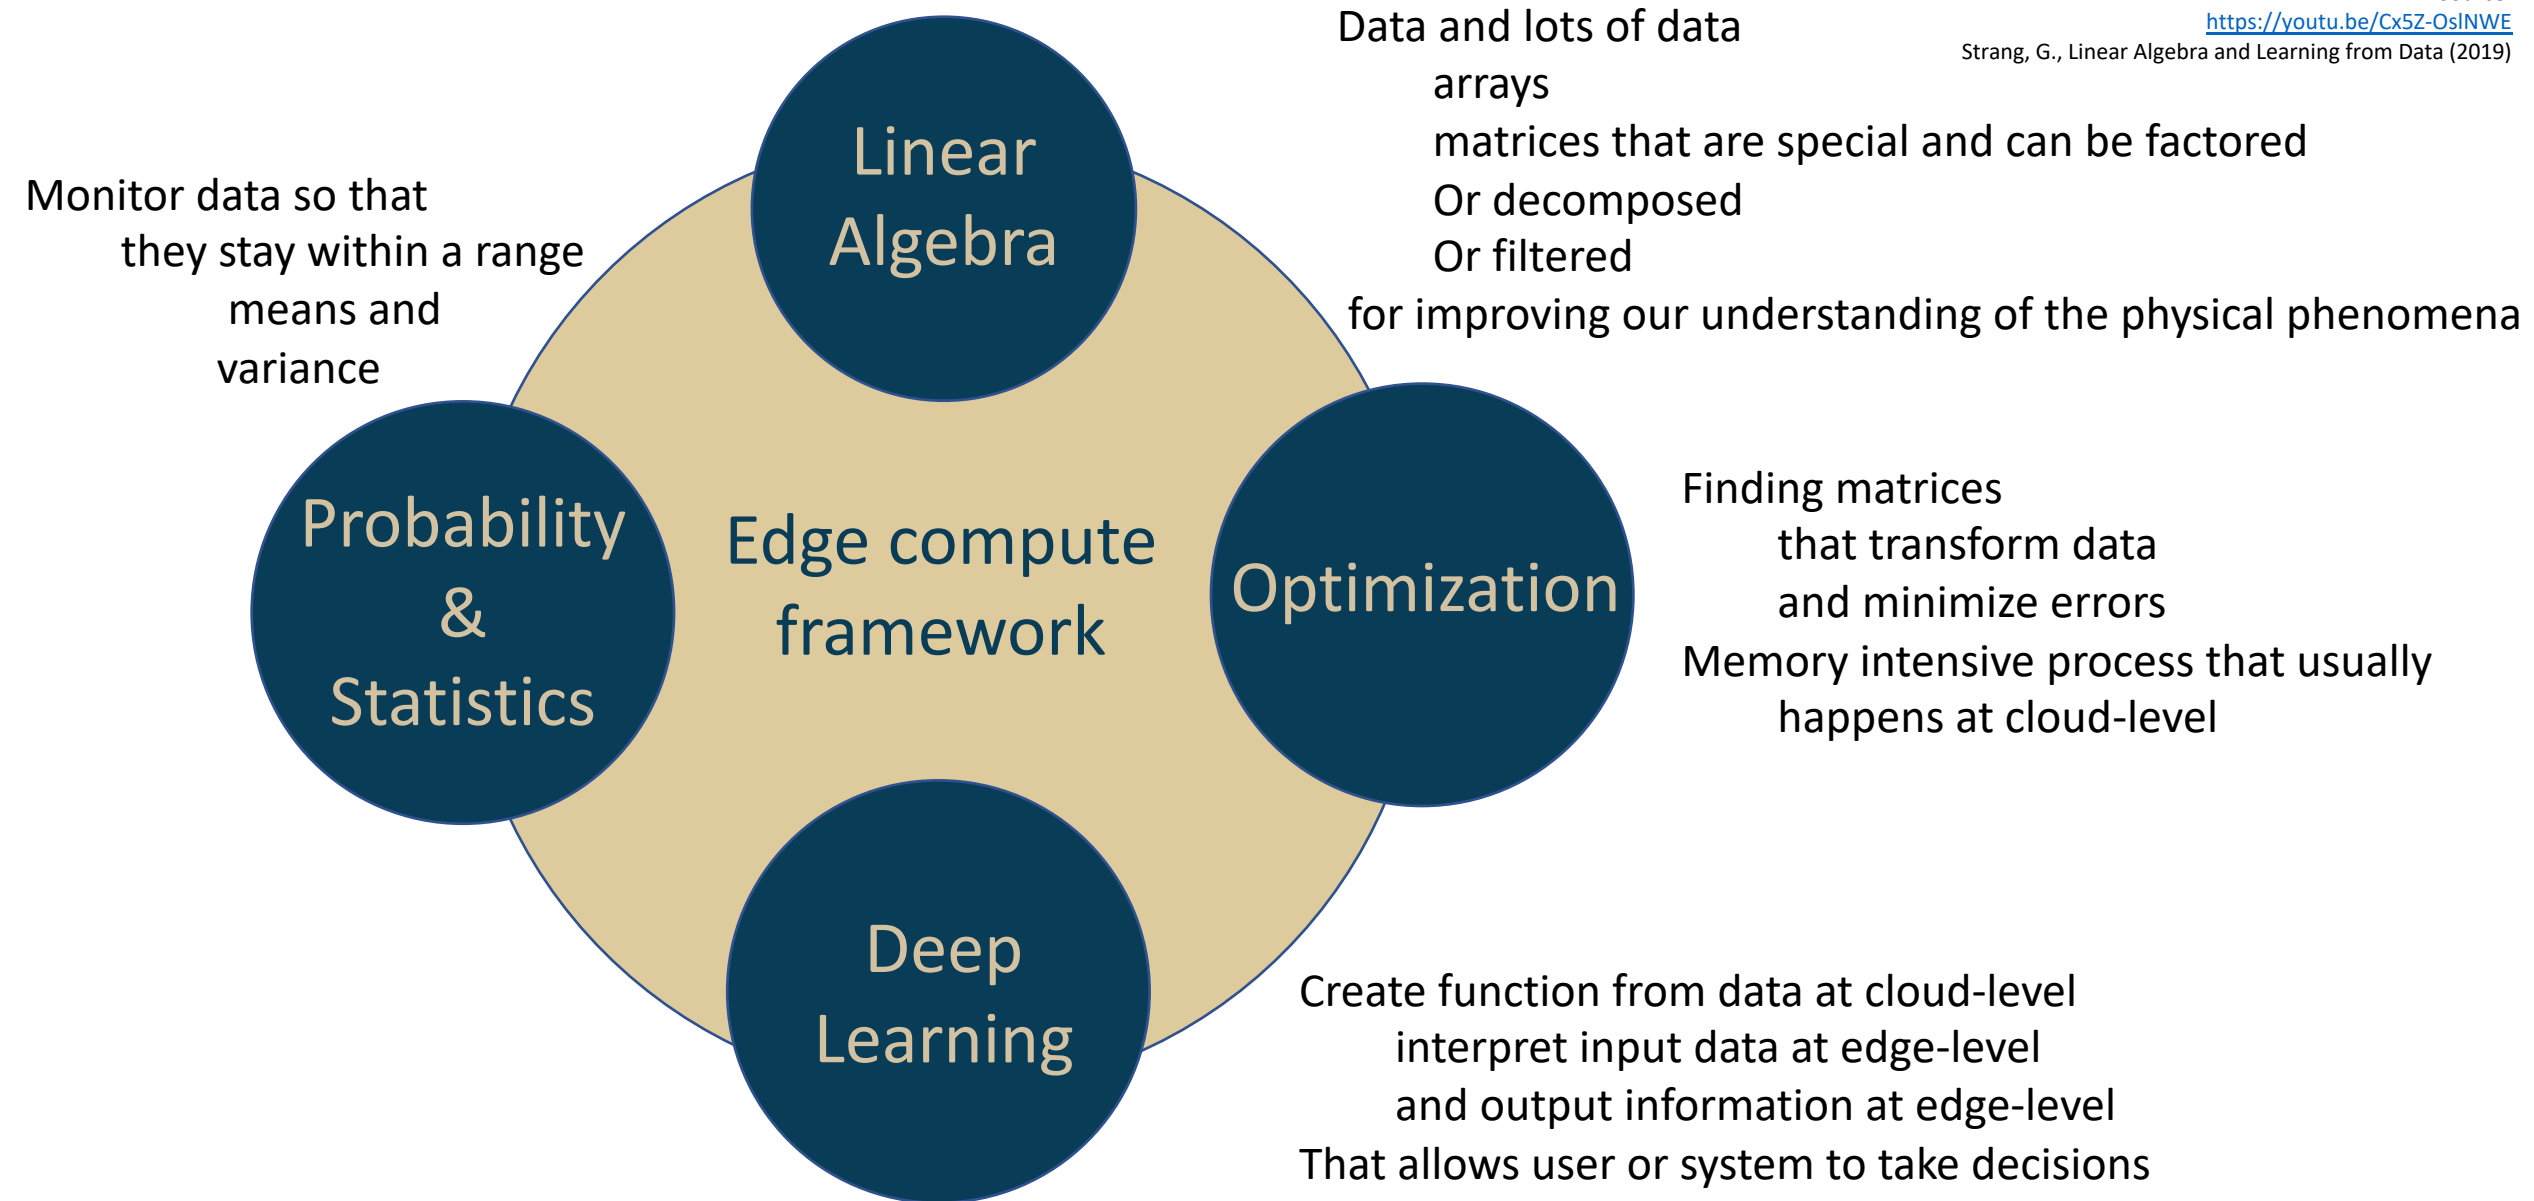 Data and lots of data
arrays
matrices that are special and can be factored
Or decomposed
Or filtered
for improving our understanding of the physical phenomena
https://youtu.be/Cx5Z-OslNWE
Strang, G., Linear Algebra and Learning from Data (2019)
Linear
Algebra
Monitor data so that
they stay within a range
means and
variance
Probability
&
Statistics
Edge compute
framework
Optimization
Finding matrices
that transform data
and minimize errors
Memory intensive process that usually
happens at cloud-level
Deep
Learning
Create function from data at cloud-level
interpret input data at edge-level
and output information at edge-level
That allows user or system to take decisions